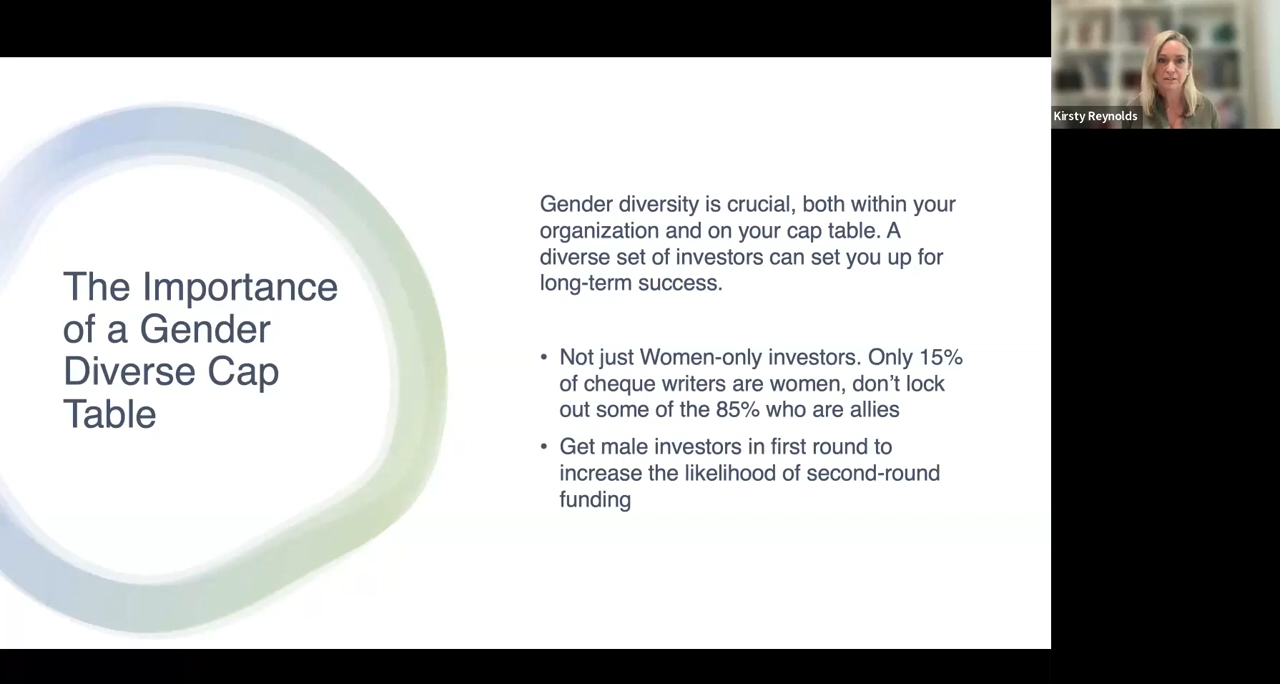 The Importance
of a Gender
Diverse Cap
Table
Gender diversity is crucial, both within your
organization and on your cap table. A
diverse set of investors can set you up for
long-term success.
• Not just Women-only investors. Only 15%
of cheque writers are women, don’t lock
out some of the 85% who are allies
• Get male investors in first round to
increase the likelihood of second-round
funding
Kirsty Reynolds